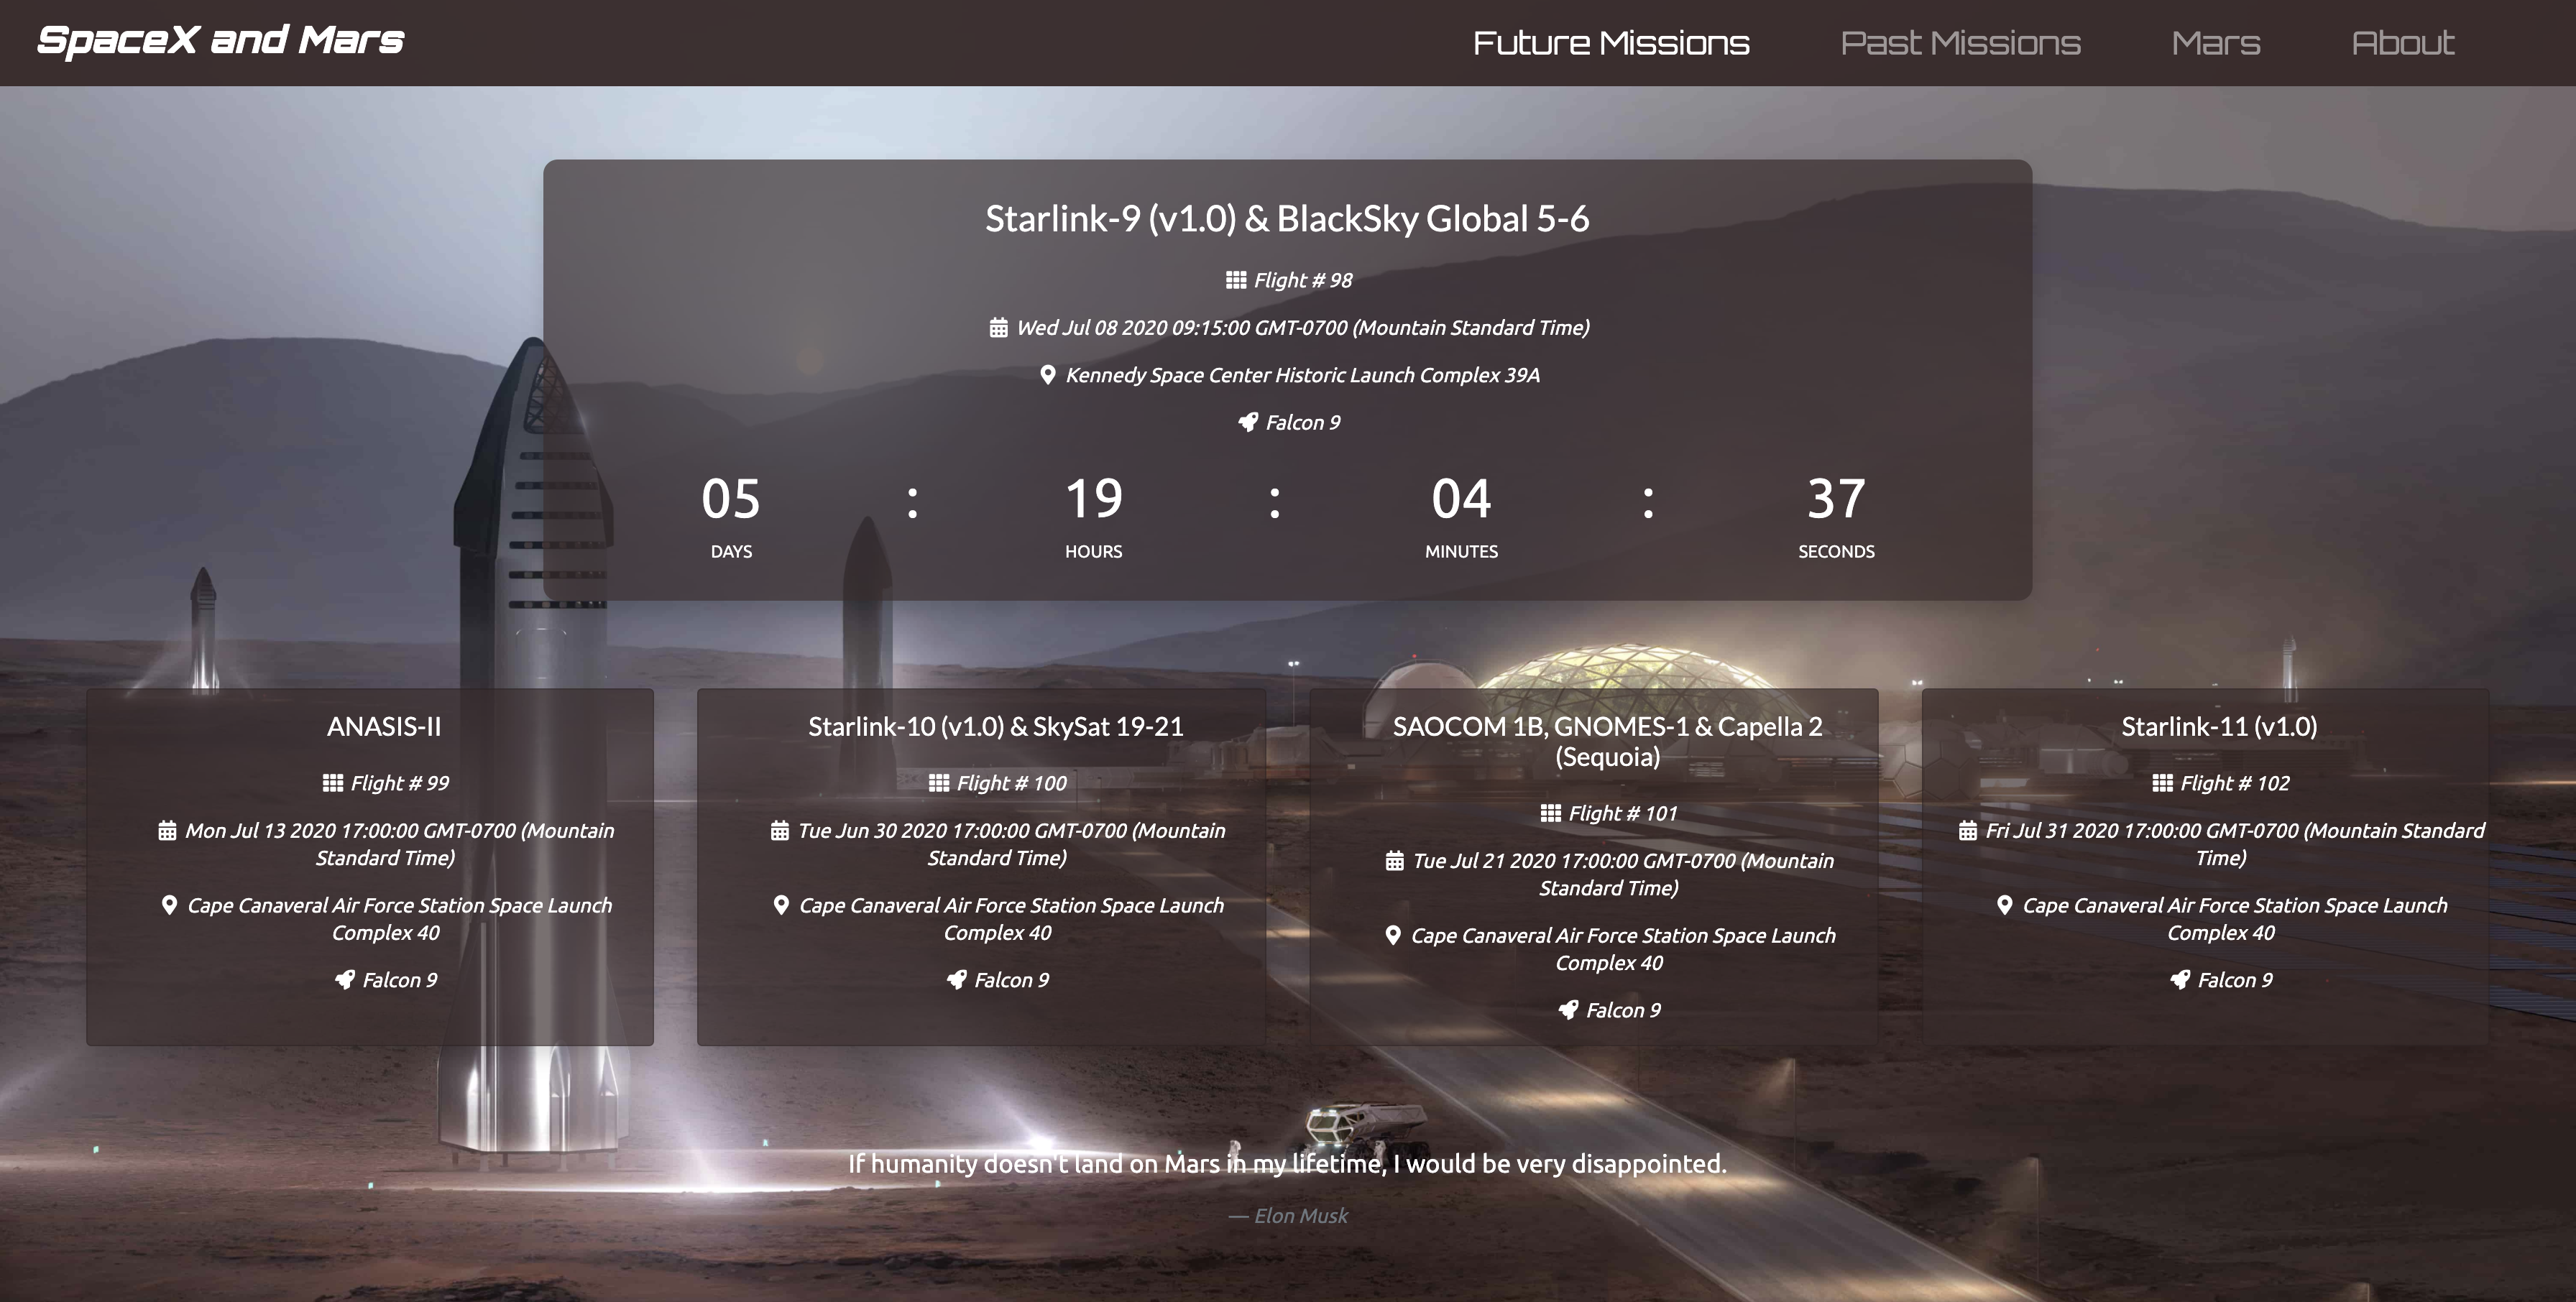 SpaceX and Mars
Future Missions
Past Missions
Mars
About
Starlink-9 (v1.0) & BlackSky Global 5-6
Flight # 98
Wed Jul 08 2020 09:15:00 GMT-0700 (Mountain Standard Time)
Kennedy Space Center Historic Launch Complex 39A
Falcon 9
05 : 19 : 04 : 37
DAYS HOURS MINUTES SECONDS
ANASIS-II
Flight # 99
Mon Jul 13 2020 17:00:00 GMT-0700 (Mountain
Standard Time)
Cape Canaveral Air Force Station Space Launch
Complex 40
Falcon 9
Starlink-10 (v1.0) & SkySat 19-21
Flight # 100
Tue Jun 30 2020 17:00:00 GMT-0700 (Mountain
Standard Time)
Cape Canaveral Air Force Station Space Launch
Complex 40
Falcon 9
SAOCOM 1B, GNOMES-1 & Capella 2
(Sequoia)
Flight # 101
Tue Jul 21 2020 17:00:00 GMT-0700 (Mountain
Standard Time)
Cape Canaveral Air Force Station Space Launch
Complex 40
Falcon 9
Starlink-11 (v1.0)
Flight # 102
Fri Jul 31 2020 17:00:00 GMT-0700 (Mountain Standard
Time)
Cape Canaveral Air Force Station Space Launch
Complex 40
Falcon 9
If humanity doesn't land on Mars in my lifetime, I would be very disappointed.
— Elon Musk